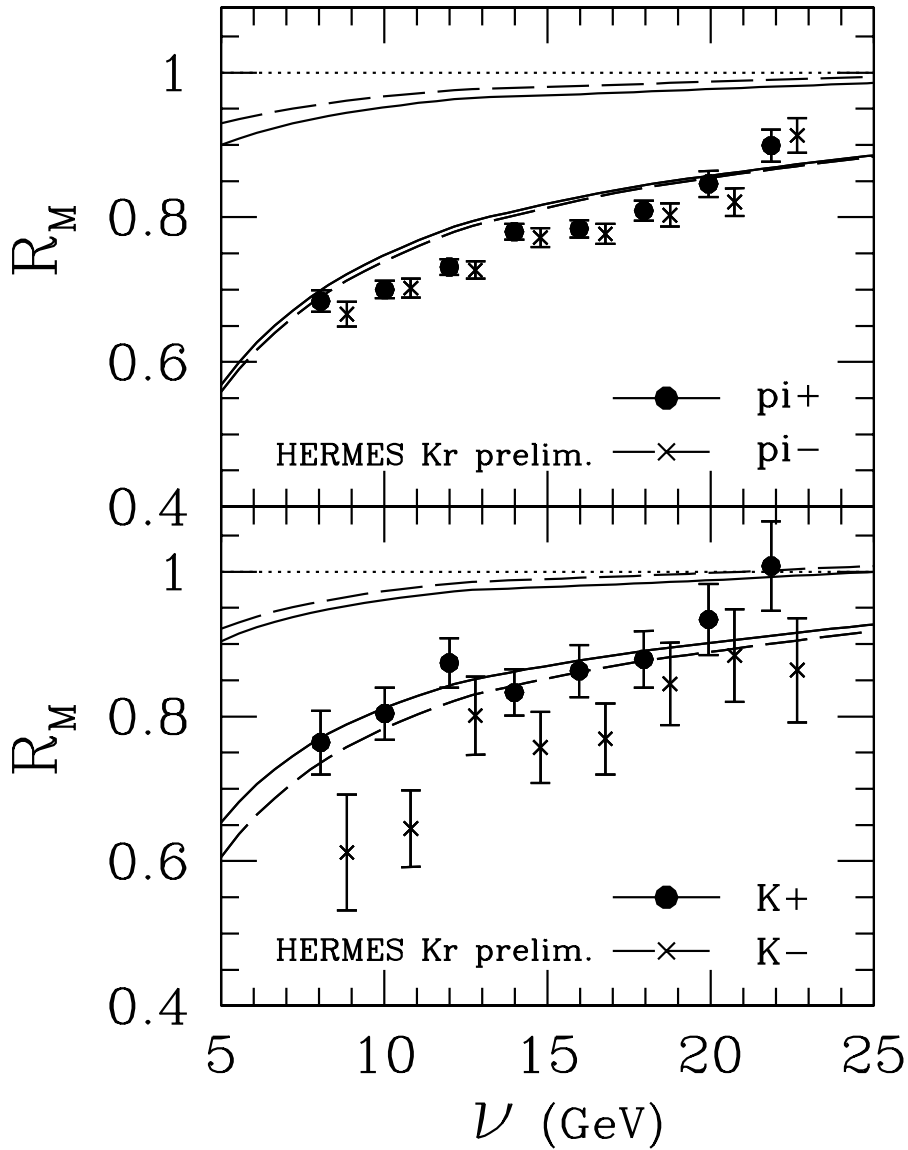 1
0.8
0.6
0.4
R_M
pi+
HERMES Kr prelim. pi−
1
0.8
0.6
0.4
R_M
K+
HERMES Kr prelim. K−
5 10 15 20 25
ν (GeV)